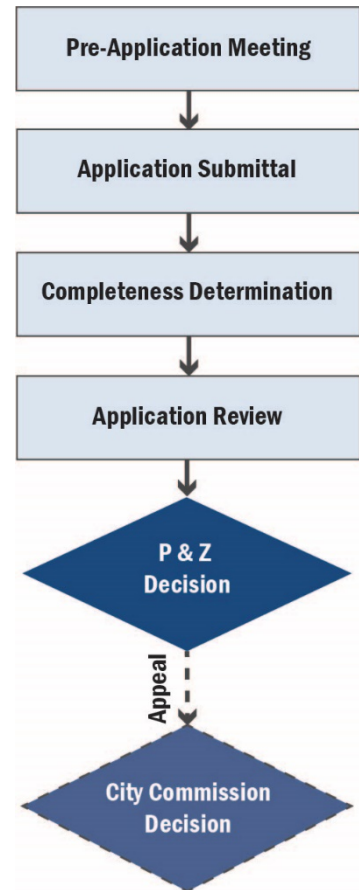 Pre-Application Meeting
Application Submittal
Completeness Determination
Application Review
P & Z
Decision
Appeal
City Commission
Decision